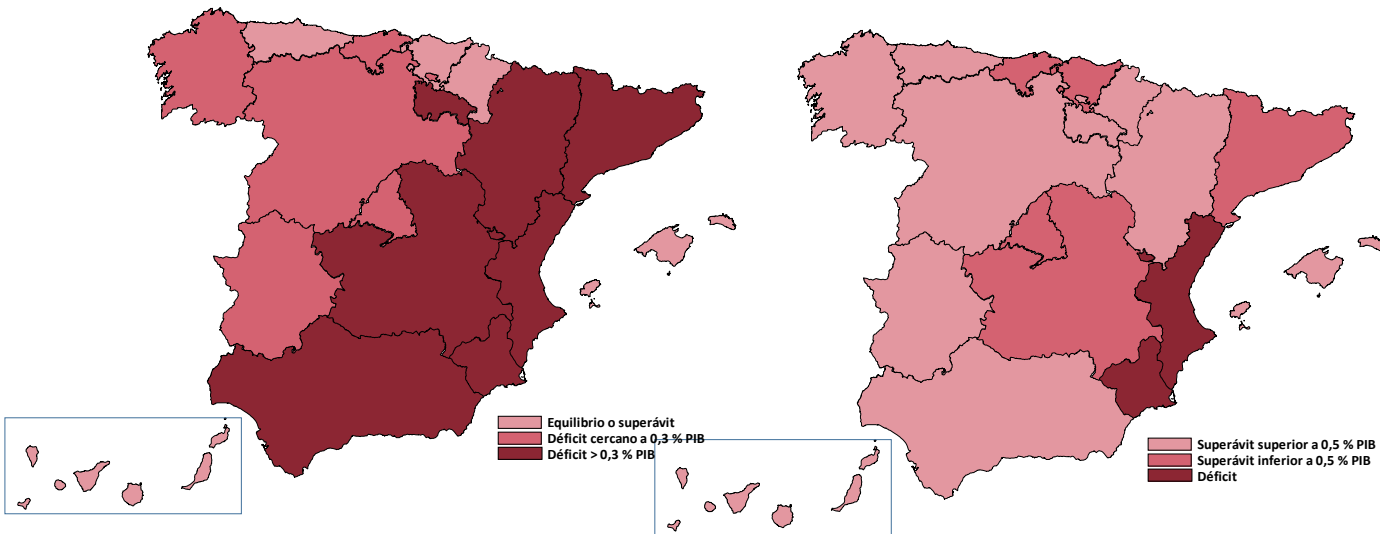 Equilibrio o superávit
Déficit cercano a 0,3 % PIB
Déficit > 0,3 % PIB
Superávit superior a 0,5 % PIB
Superávit inferior a 0,5 % PIB
Déficit